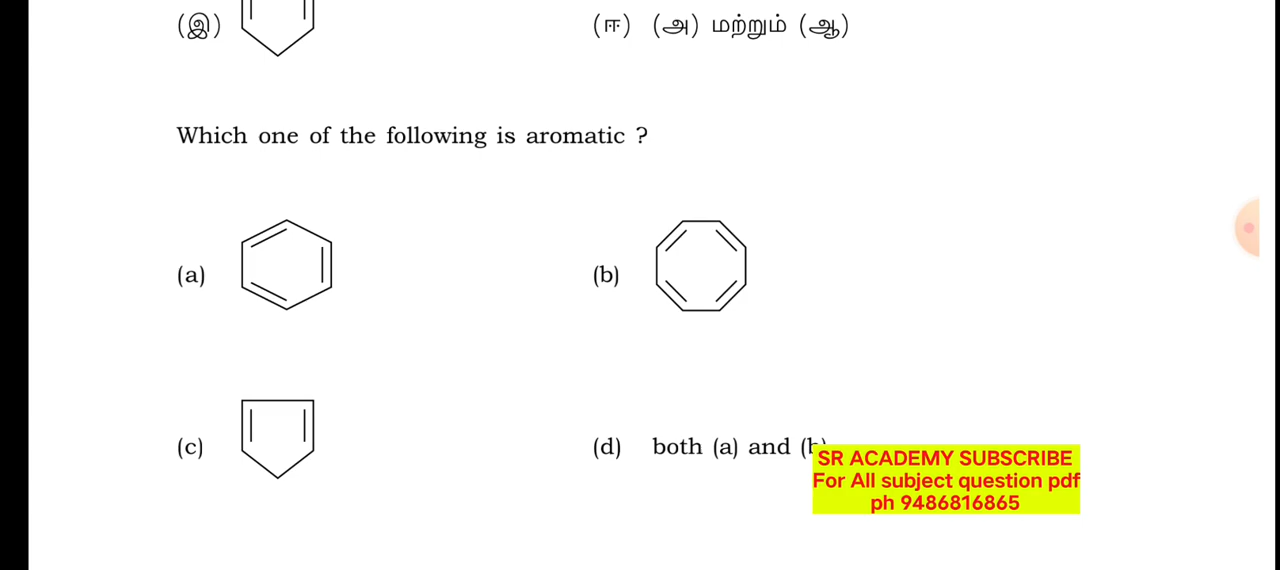 (இ)
(ஈ) (அ) மற்றும் (ஆ)
Which one of the following is aromatic ?
(a)
(b)
(c)
(d) both (a) and (b)
SR ACADEMY SUBSCRIBE
For All subject question pdf
ph 9486816865